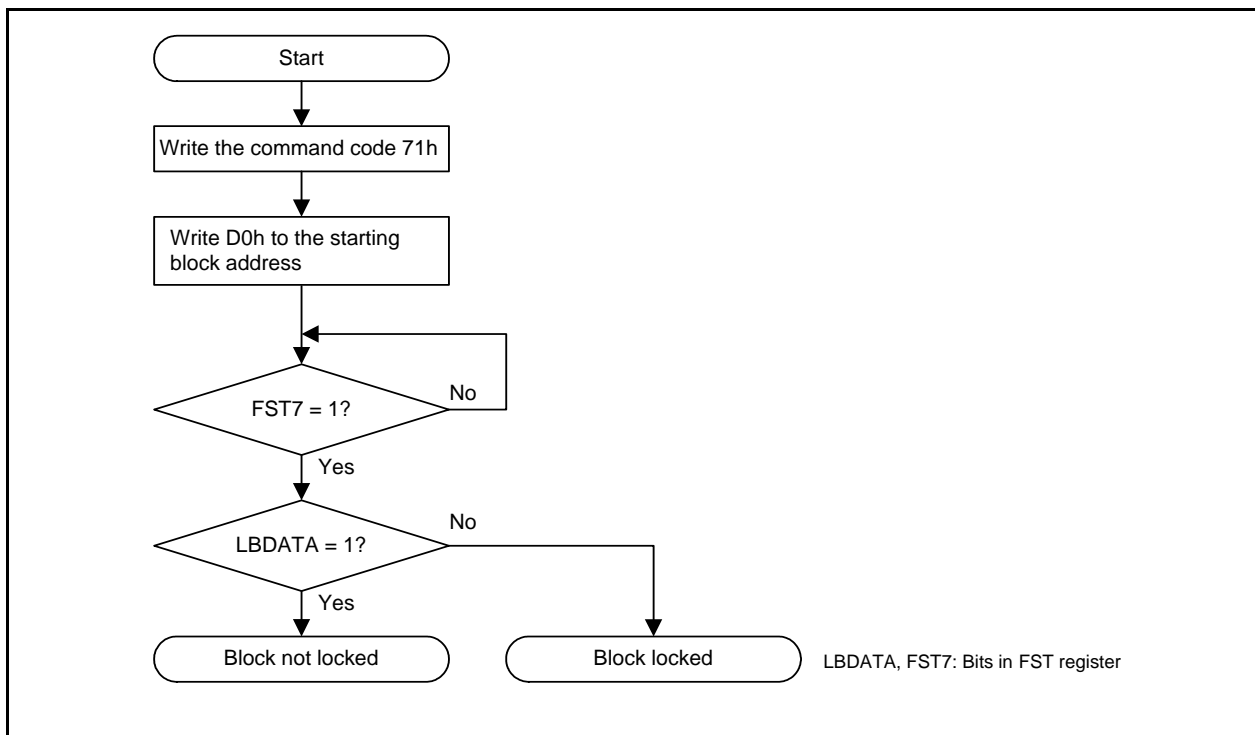 Start
Write the command code 71h
Write D0h to the starting
block address
FST7 = 1?
No
Yes
LBDATA = 1?
No
Yes
Block not locked
Block locked
LBDATA, FST7: Bits in FST register